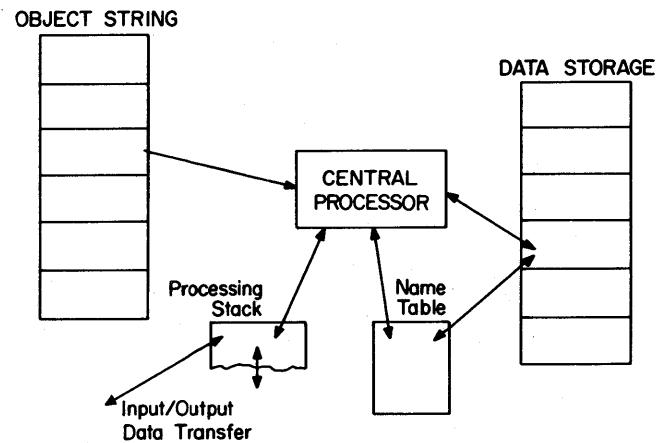 OBJECT STRING
DATA STORAGE
CENTRAL
PROCESSOR
Processing
Stack
Name
Table
Input/Output
Data Transfer